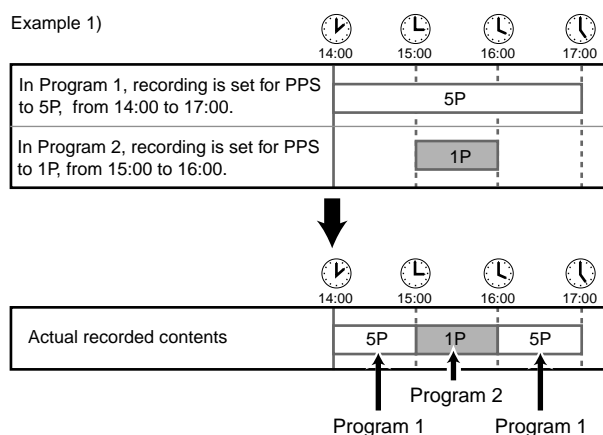 Example 1)
14:00 15:00 16:00 17:00
In Program 1, recording is set for PPS
to 5P, from 14:00 to 17:00.
5P
In Program 2, recording is set for PPS
to 1P, from 15:00 to 16:00.
1P
14:00 15:00 16:00 17:00
Actual recorded contents
5P 1P 5P
Program 2
Program 1 Program 1